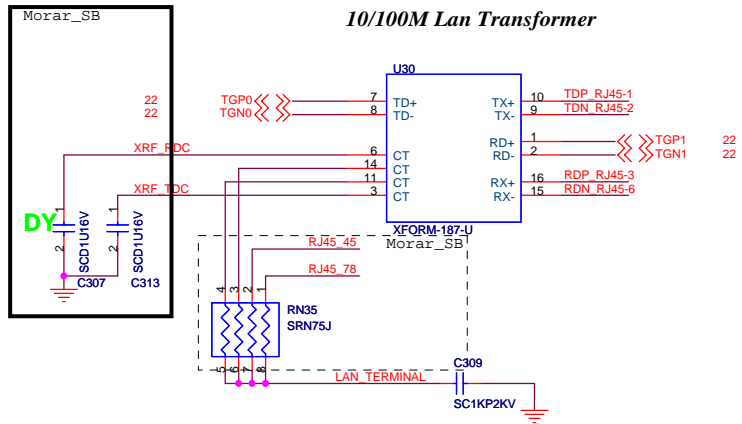 Morar_SB
10/100M Lan Transformer
U30
22 TGP0 7 TD+ TX+ 10 TDP_RJ45-1
22 TGN0 8 TD- TX- 9 TDN_RJ45-2
RD+ 1 TGP1 22
RD- 2 TGN1 22
XRF_RDC 6 CT
14 CT
11 CT RX+ 16 RDP_RJ45-3
XRF_TDC 3 CT RX- 15 RDN_RJ45-6
XFORM-187-U
Morar_SB
DY
1 1
2 2
SCD1U16V SCD1U16V
C307 C313
RJ45_45
RJ45_78
4 3 2 1
RN35
SRN75J
5 6 7 8
LAN_TERMINAL
C309
SC1KP2KV